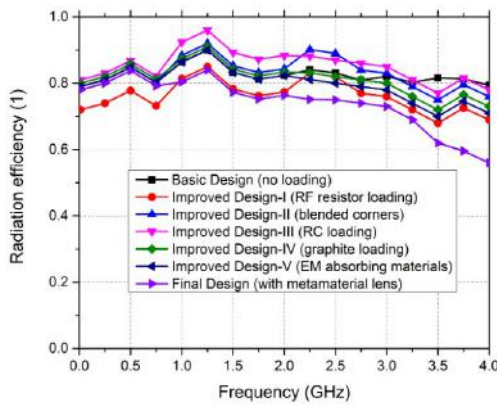 1.0
0.8
0.6
0.4
0.2
0.0
Radiation efficiency (1)
Basic Design (no loading)
Improved Design-I (RF resistor loading)
Improved Design-II (blended corners)
Improved Design-III (RC loading)
Improved Design-IV (graphite loading)
Improved Design-V (EM absorbing materials)
Final Design (with metamaterial lens)
0.0 0.5 1.0 1.5 2.0 2.5 3.0 3.5 4.0
Frequency (GHz)